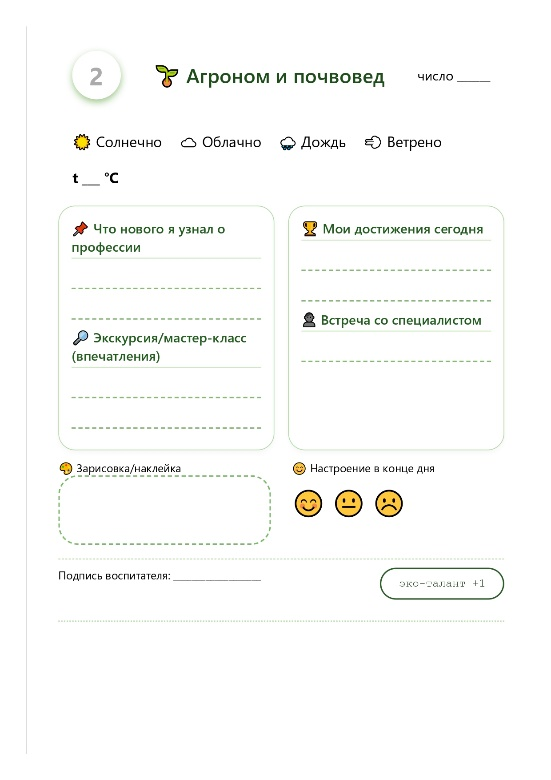 2
Агроном и почвовед
число ______
Солнечно Облачно Дождь Ветрено
t ___ °C
Что нового я узнал о
профессии
Экскурсия/мастер-класс
(впечатления)
Мои достижения сегодня
Встреча со специалистом
Зарисовка/наклейка
Настроение в конце дня
Подпись воспитателя: ________________
эко-талант +1